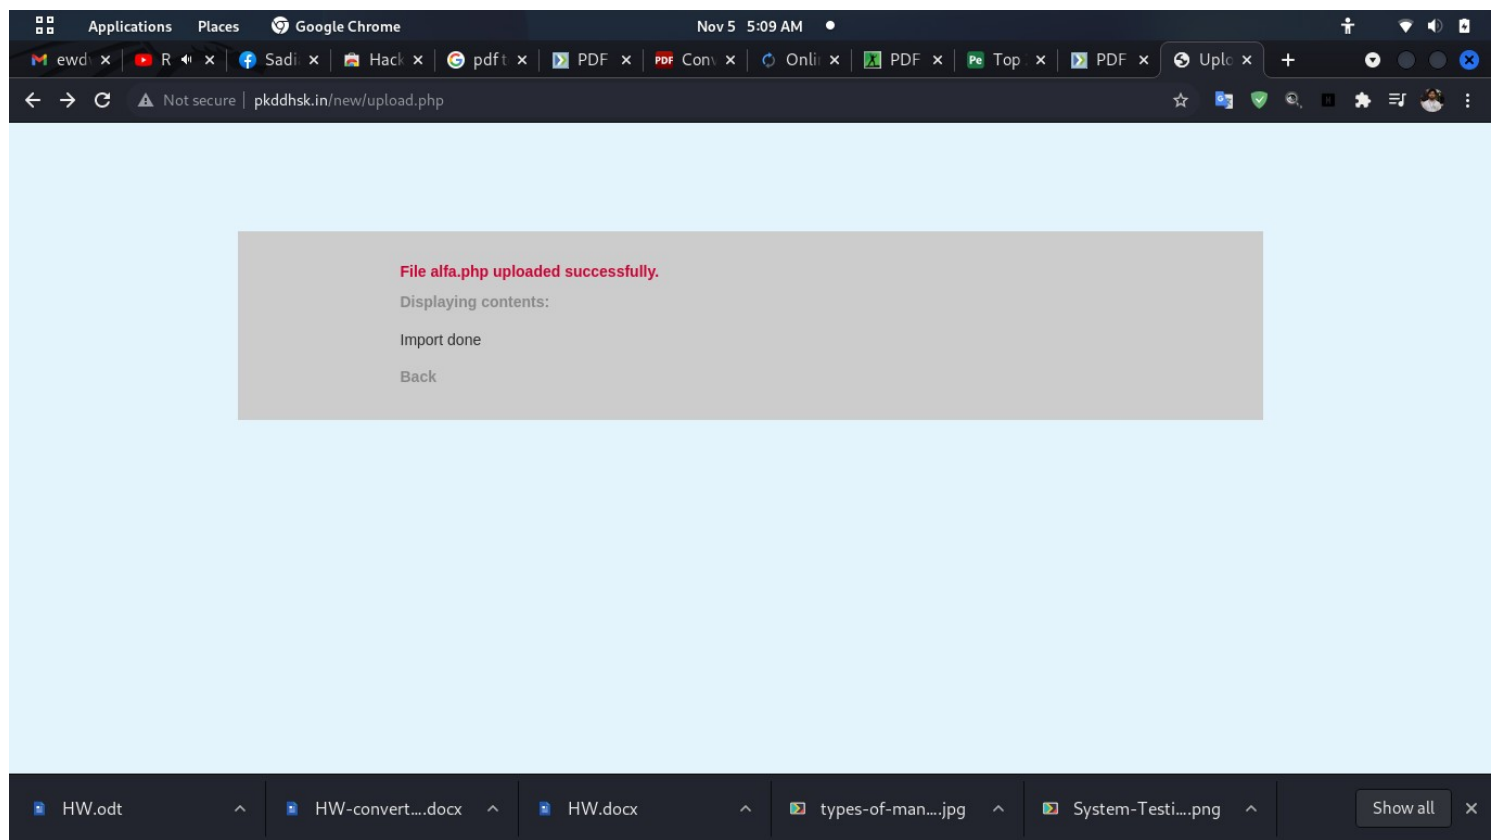 Applications Places Google Chrome Nov 5 5:09 AM
ewd R Sadi Hack pdf t PDF Conv Onli PDF Top PDF Uplo
Not secure | pkddhsk.in/new/upload.php
File alfa.php uploaded successfully.
Displaying contents:
Import done
Back
HW.odt HW-convert....docx HW.docx types-of-man....jpg System-Testi....png Show all